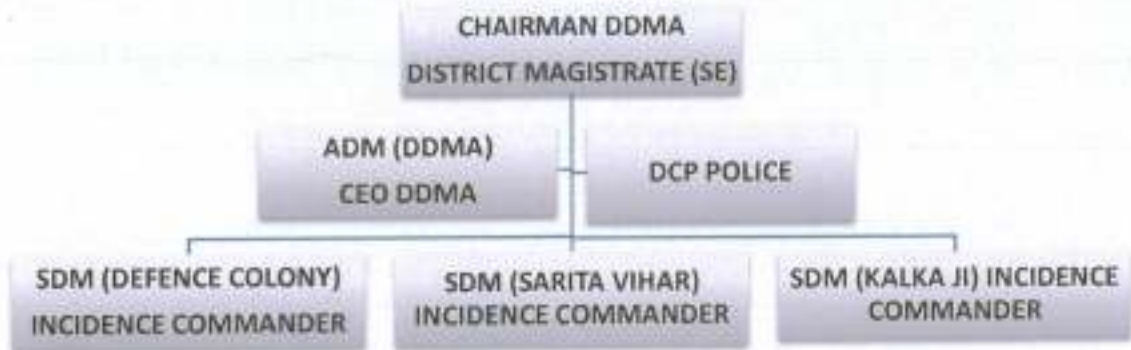 CHAIRMAN DDMA
DISTRICT MAGISTRATE (SE)
ADM (DDMA)
CEO DDMA
DCP POLICE
SDM (DEFENCE COLONY)
INCIDENCE COMMANDER
SDM (SARITA VIHAR)
INCIDENCE COMMANDER
SDM (KALKA JI) INCIDENCE
COMMANDER